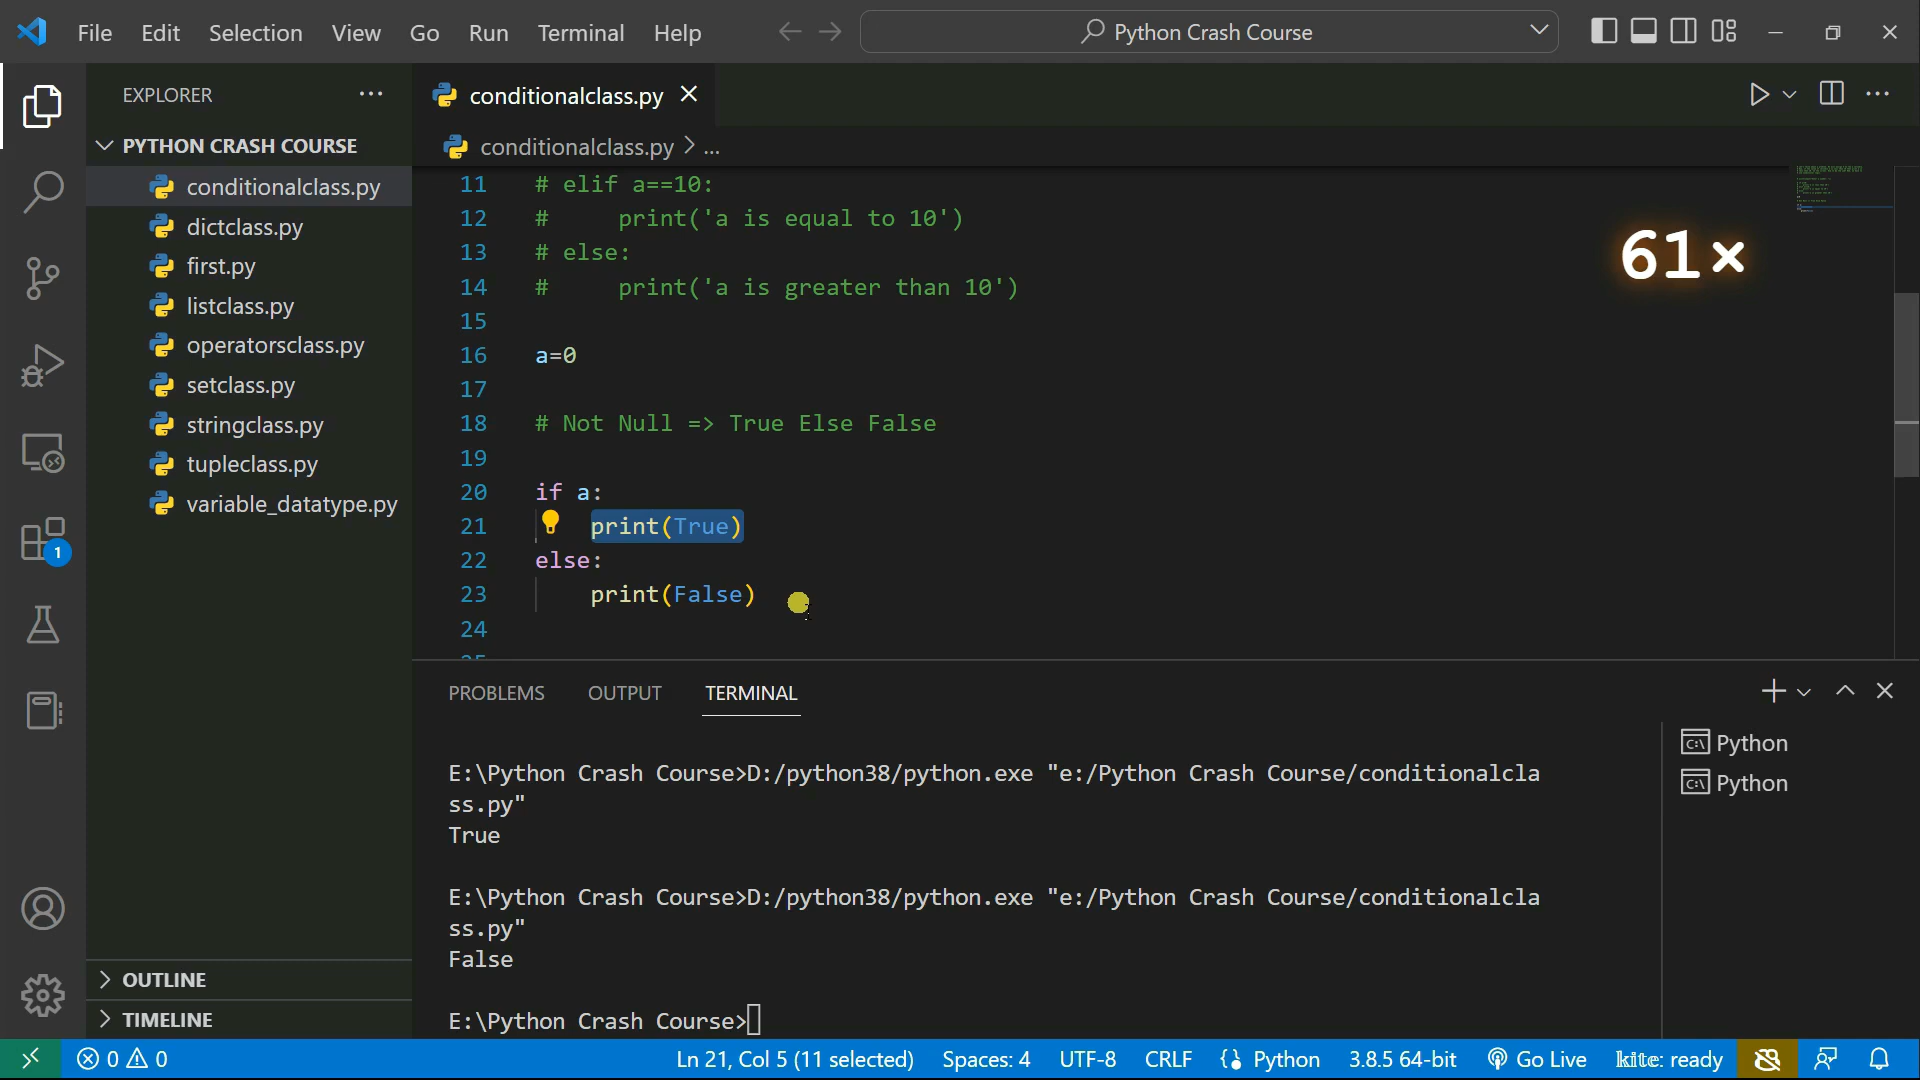 File Edit Selection View Go Run Terminal Help
Python Crash Course
EXPLORER
conditionalclass.py
PYTHON CRASH COURSE
conditionalclass.py
dictclass.py
first.py
listclass.py
operatorsclass.py
setclass.py
stringclass.py
tupleclass.py
variable_datatype.py
OUTLINE
TIMELINE
1
conditionalclass.py > ...
61×
11 # elif a==10:
12 #     print('a is equal to 10')
13 # else:
14 #     print('a is greater than 10')
15
16 a=0
17
18 # Not Null => True Else False
19
20 if a:
21     print(True)
22 else:
23     print(False)
24
PROBLEMS OUTPUT TERMINAL
E:\Python Crash Course>D:/python38/python.exe "e:/Python Crash Course/conditionalcla
ss.py"
True
E:\Python Crash Course>D:/python38/python.exe "e:/Python Crash Course/conditionalcla
ss.py"
False
E:\Python Crash Course>
Python
Python
0 0 Ln 21, Col 5 (11 selected) Spaces: 4 UTF-8 CRLF Python 3.8.5 64-bit Go Live kite: ready